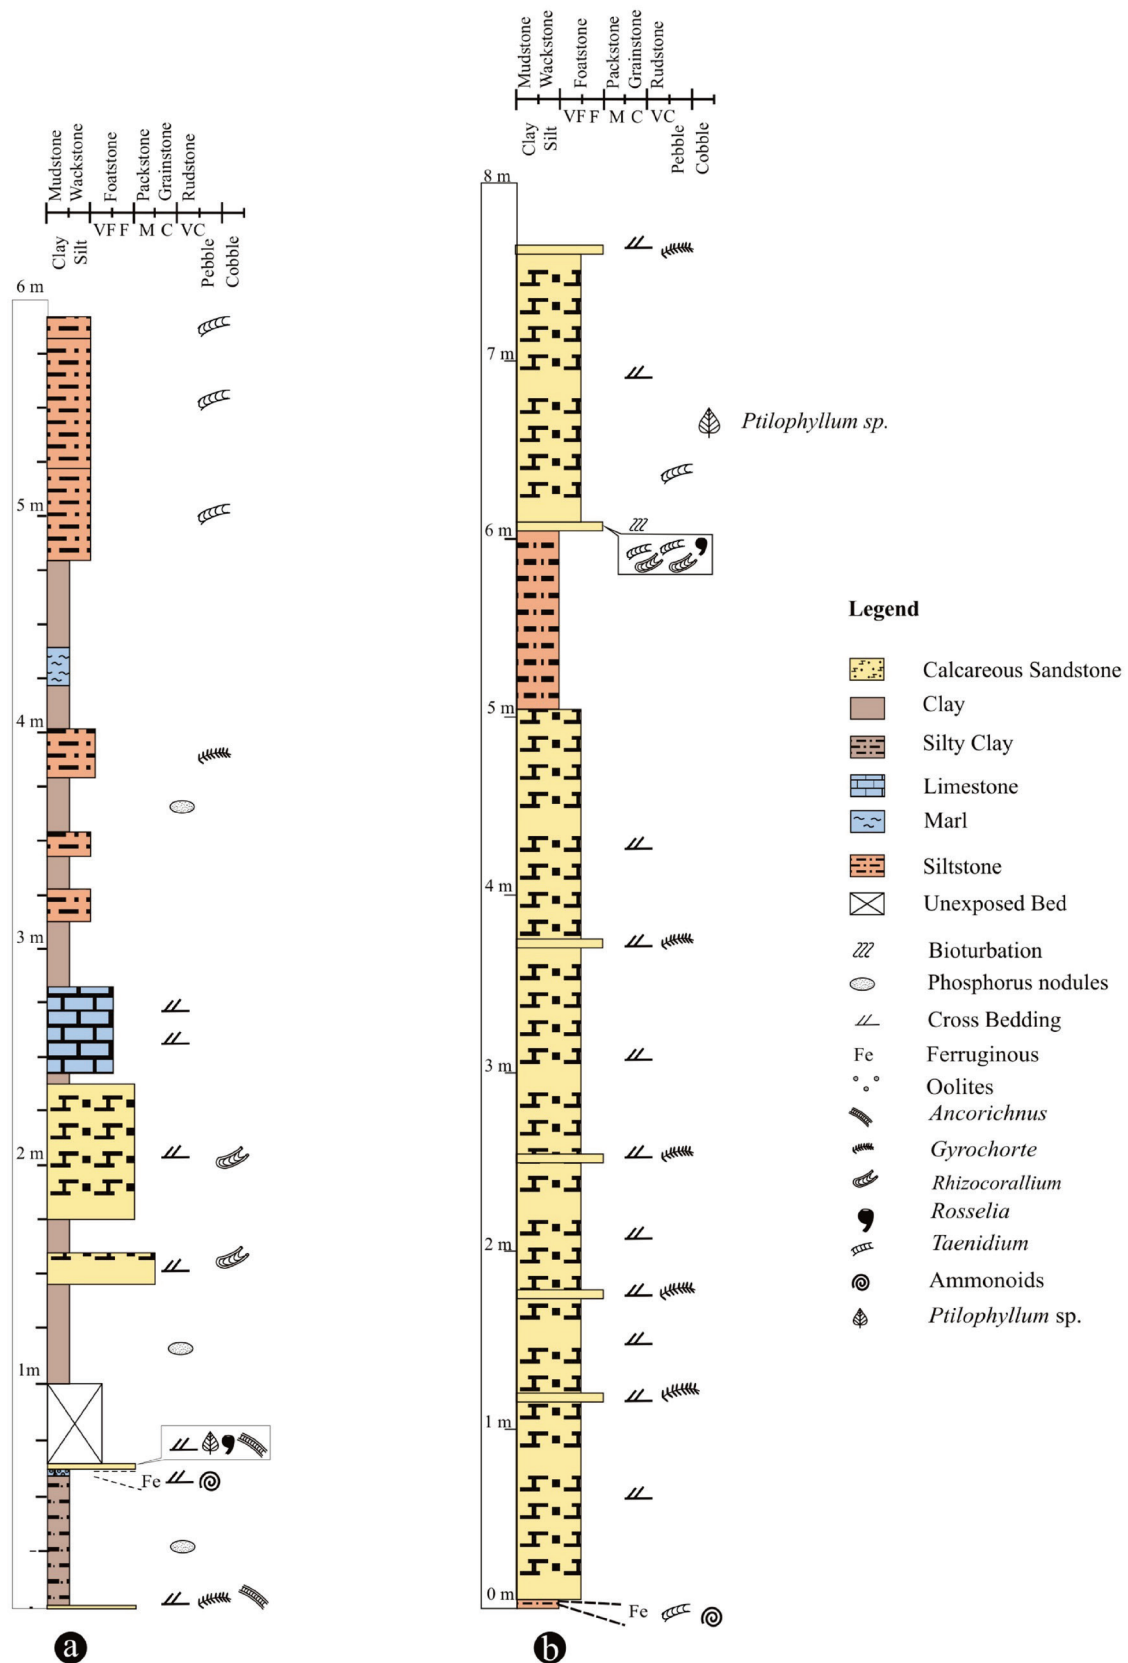 Mudstone
Wackstone
Foatstone
Packstone
Grainstone
Rudstone
VF F M C VC
Clay
Silt
Pebble
Cobble
6 m
5 m
4 m
3 m
2 m
1m
Fe
a
Mudstone
Wackstone
Foatstone
Packstone
Grainstone
Rudstone
VF F M C VC
Clay
Silt
Pebble
Cobble
8 m
7 m
Ptilophyllum sp.
6 m
5 m
4 m
3 m
2 m
1 m
0 m
Fe
b
Legend
Calcareous Sandstone
Clay
Silty Clay
Limestone
Marl
Siltstone
Unexposed Bed
Bioturbation
Phosphorus nodules
Cross Bedding
Fe Ferruginous
Oolites
Ancorichnus
Gyrochorte
Rhizocorallium
Rosselia
Taenidium
Ammonoids
Ptilophyllum sp.